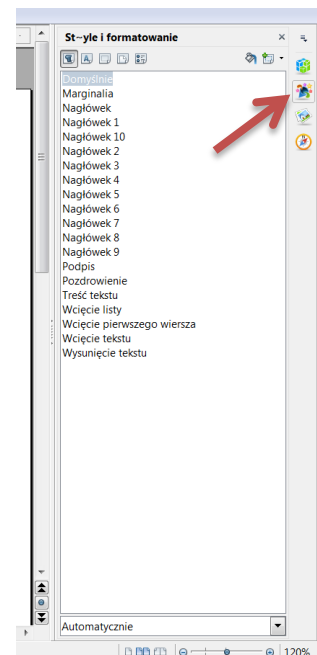 St~yle i formatowanie
Domyślnie
Marginalia
Nagłówek
Nagłówek 1
Nagłówek 10
Nagłówek 2
Nagłówek 3
Nagłówek 4
Nagłówek 5
Nagłówek 6
Nagłówek 7
Nagłówek 8
Nagłówek 9
Podpis
Pozdrowienie
Treść tekstu
Wcięcie listy
Wcięcie pierwszego wiersza
Wcięcie tekstu
Wysunięcie tekstu
Automatycznie
120%